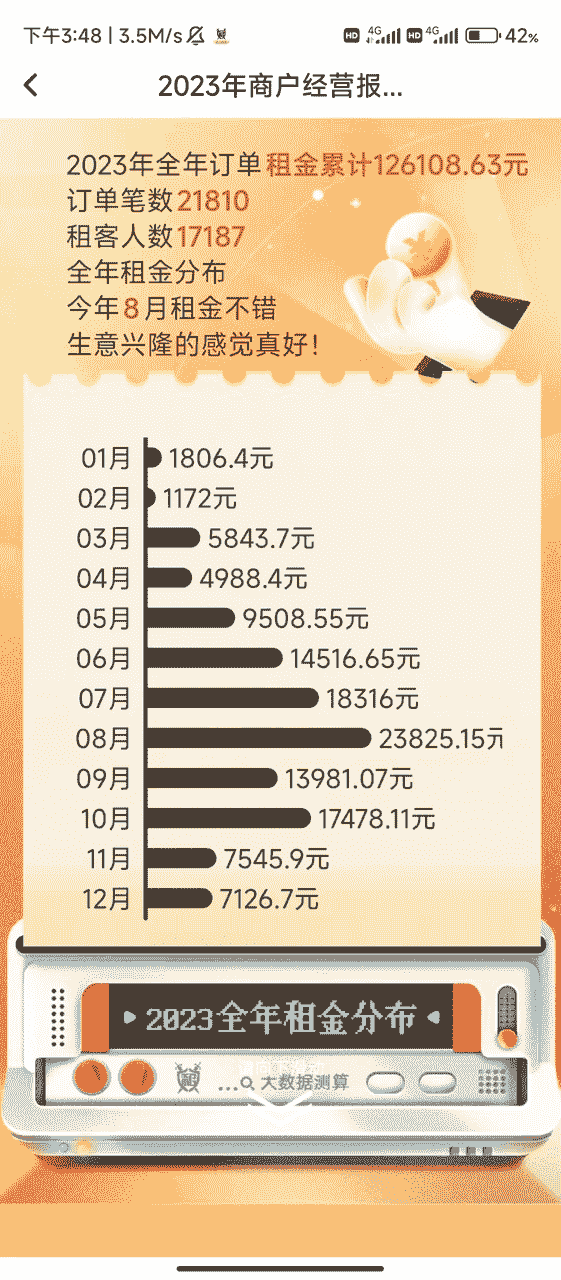 下午3:48 | 3.5M/s
HD 4G HD 4G 42%
2023年商户经营报...
2023年全年订单租金累计126108.63元
订单笔数21810
租客人数17187
全年租金分布
今年8月租金不错
生意兴隆的感觉真好！
01月 1806.4元
02月 1172元
03月 5843.7元
04月 4988.4元
05月 9508.55元
06月 14516.65元
07月 18316元
08月 23825.15元
09月 13981.07元
10月 17478.11元
11月 7545.9元
12月 7126.7元
2023全年租金分布
...大数据测算